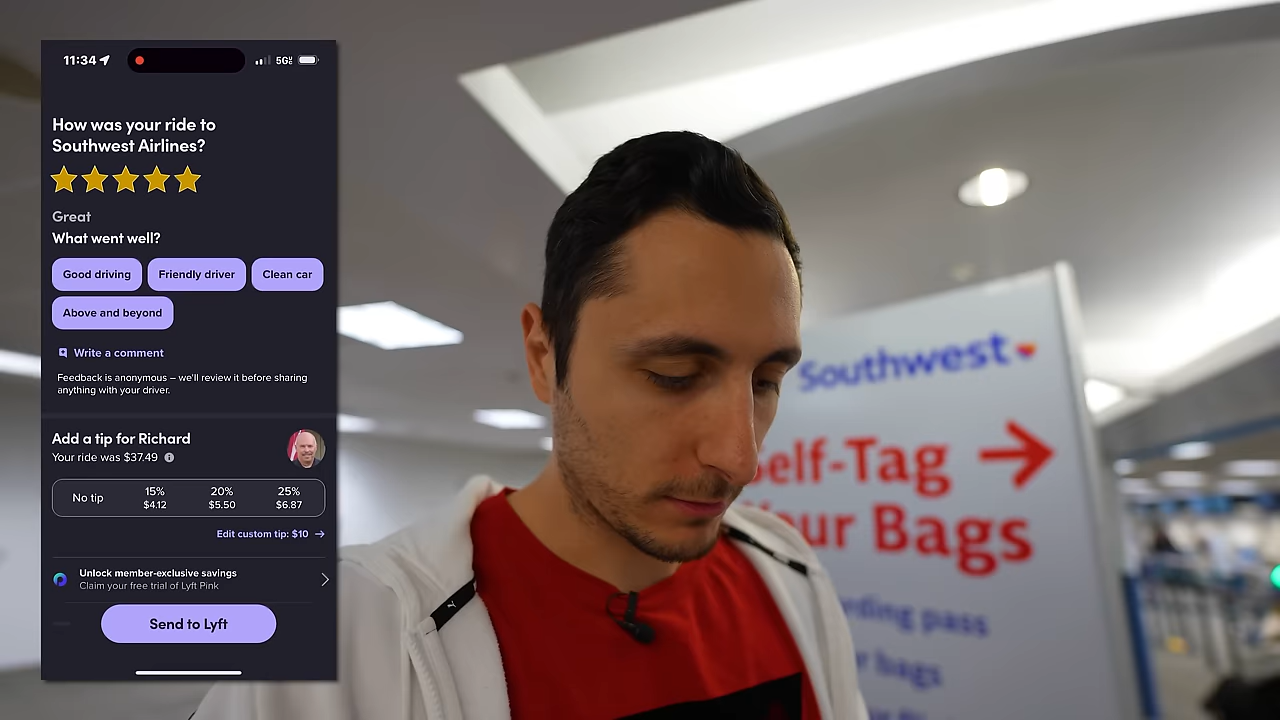 11:34
5G
How was your ride to
Southwest Airlines?
Great
What went well?
Good driving
Friendly driver
Clean car
Above and beyond
Write a comment
Feedback is anonymous – we'll review it before sharing
anything with your driver.
Add a tip for Richard
Your ride was $37.49
No tip
15%
$4.12
20%
$5.50
25%
$6.87
Edit custom tip: $10
Unlock member-exclusive savings
Claim your free trial of Lyft Pink
Send to Lyft
Southwest
Self-Tag
Your Bags
pass
bags